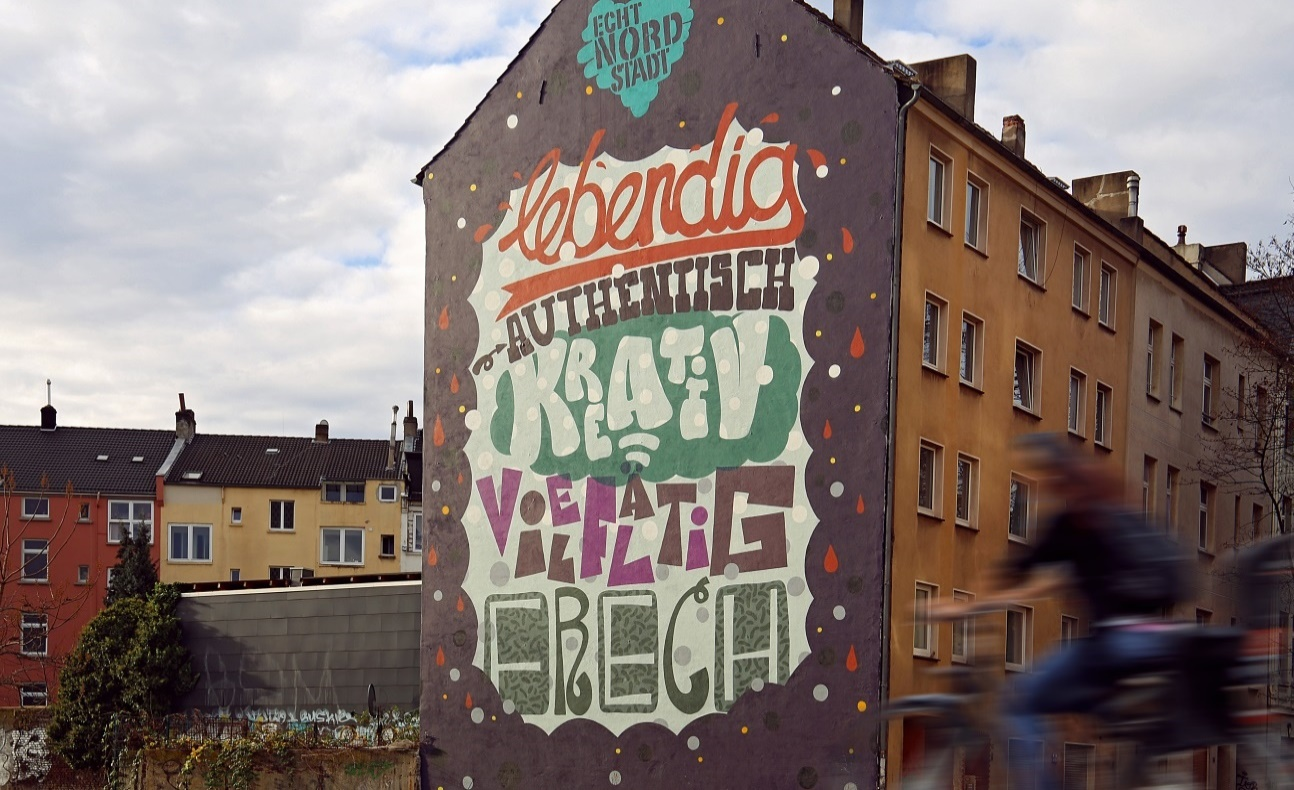 ECHT
NORD
STADT
lebendig
AUTHENTISCH
KREATIV
VIELFÄLTIG
FRECH